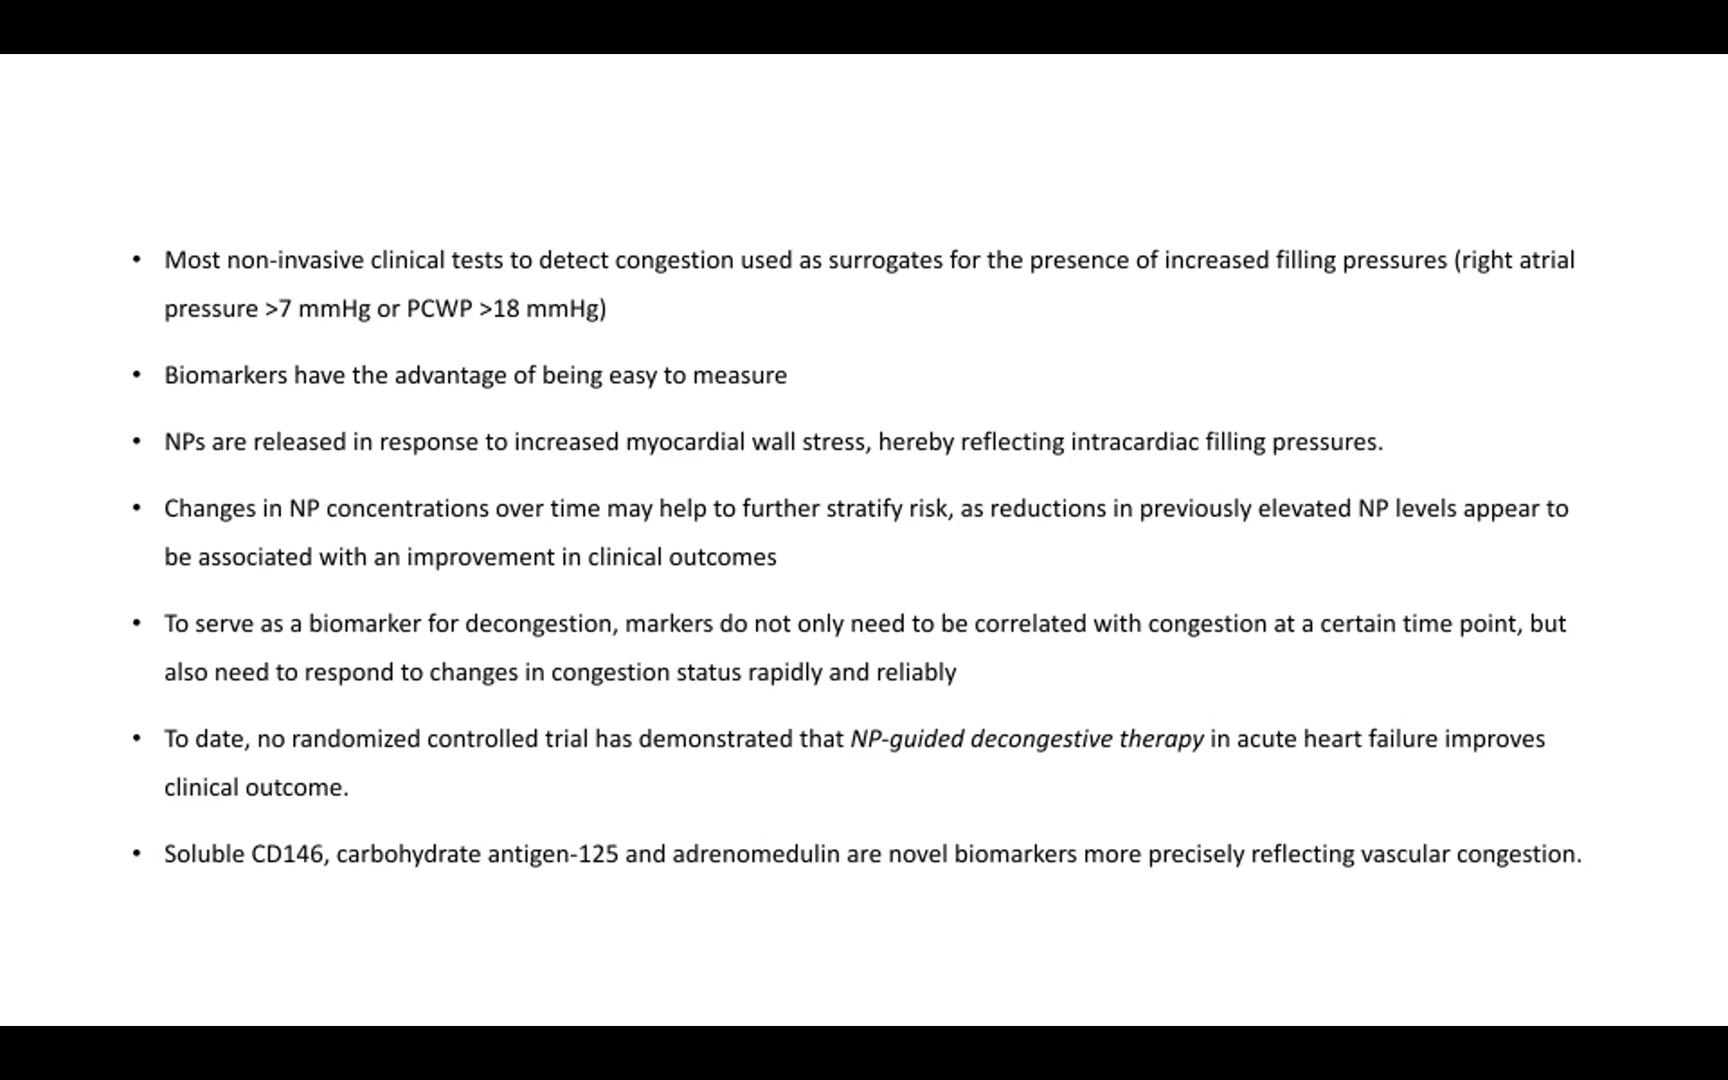 • Most non-invasive clinical tests to detect congestion used as surrogates for the presence of increased filling pressures (right atrial
pressure >7 mmHg or PCWP >18 mmHg)
• Biomarkers have the advantage of being easy to measure
• NPs are released in response to increased myocardial wall stress, hereby reflecting intracardiac filling pressures.
• Changes in NP concentrations over time may help to further stratify risk, as reductions in previously elevated NP levels appear to
be associated with an improvement in clinical outcomes
• To serve as a biomarker for decongestion, markers do not only need to be correlated with congestion at a certain time point, but
also need to respond to changes in congestion status rapidly and reliably
• To date, no randomized controlled trial has demonstrated that NP-guided decongestive therapy in acute heart failure improves
clinical outcome.
• Soluble CD146, carbohydrate antigen-125 and adrenomedulin are novel biomarkers more precisely reflecting vascular congestion.